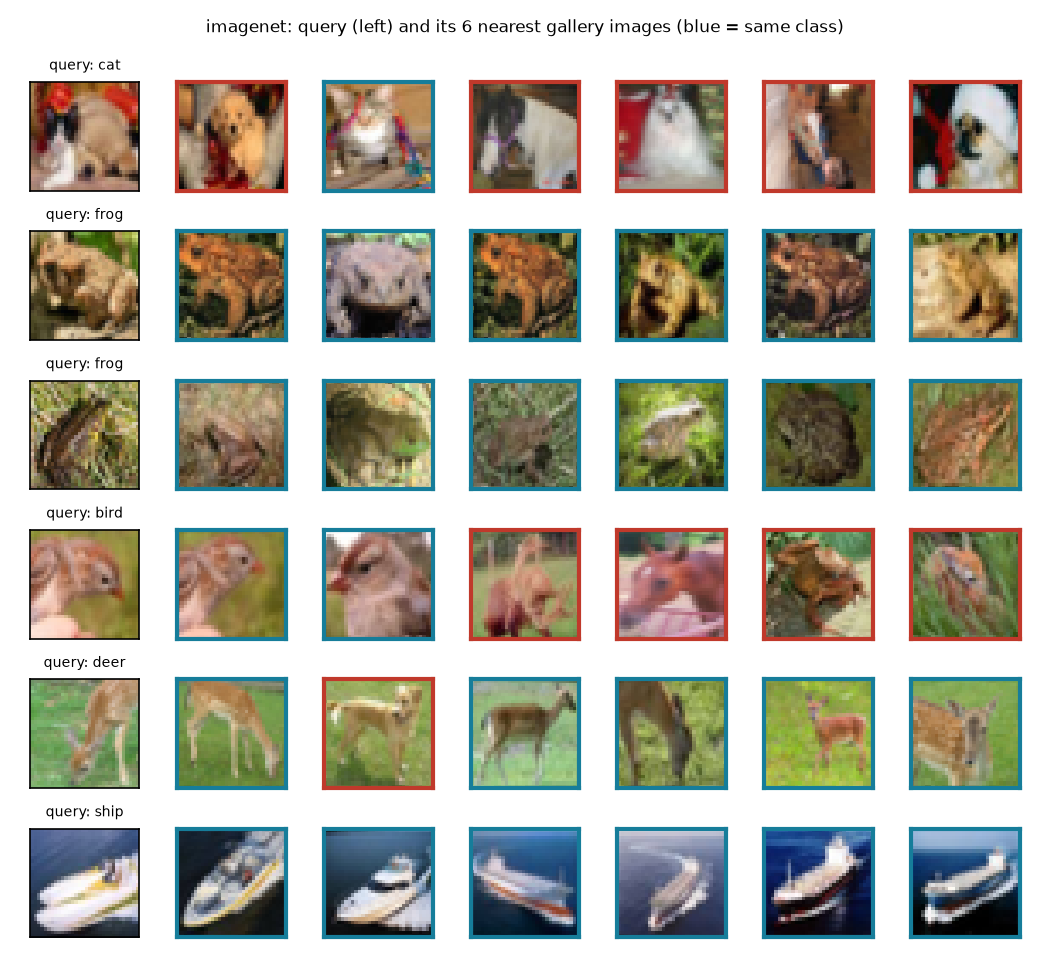 imagenet: query (left) and its 6 nearest gallery images (blue = same class)
query: cat
query: frog
query: frog
query: bird
query: deer
query: ship